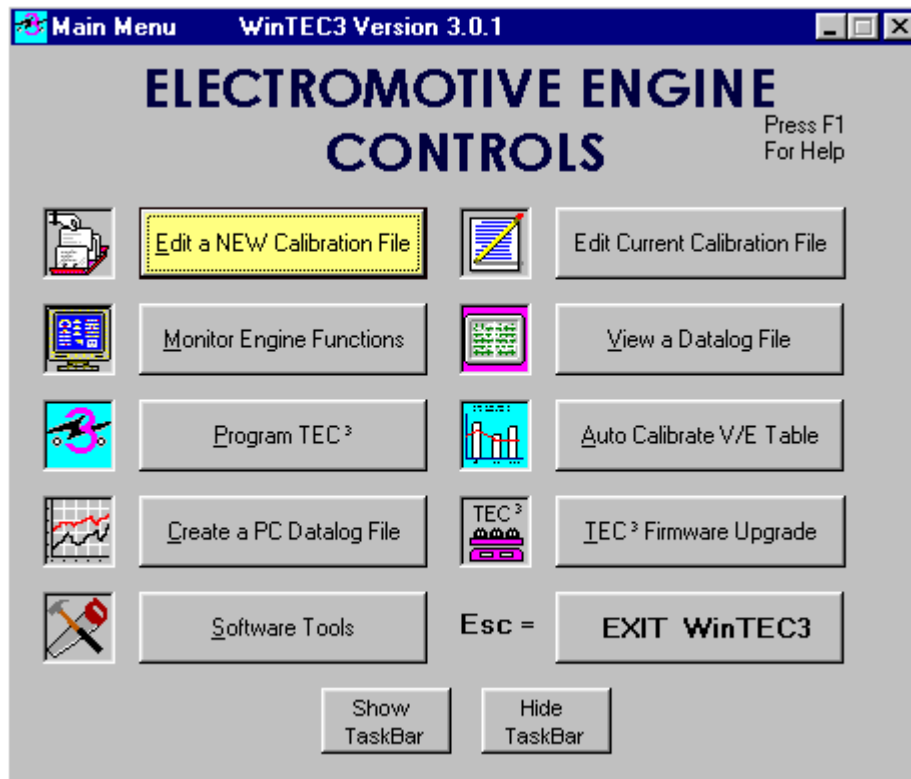 Main Menu WinTEC3 Version 3.0.1
ELECTROMOTIVE ENGINE
CONTROLS
Press F1
For Help
Edit a NEW Calibration File
Edit Current Calibration File
Monitor Engine Functions
View a Datalog File
Program TEC³
Auto Calibrate V/E Table
Create a PC Datalog File
TEC³
TEC³ Firmware Upgrade
Software Tools
Esc =
EXIT WinTEC3
Show
TaskBar
Hide
TaskBar